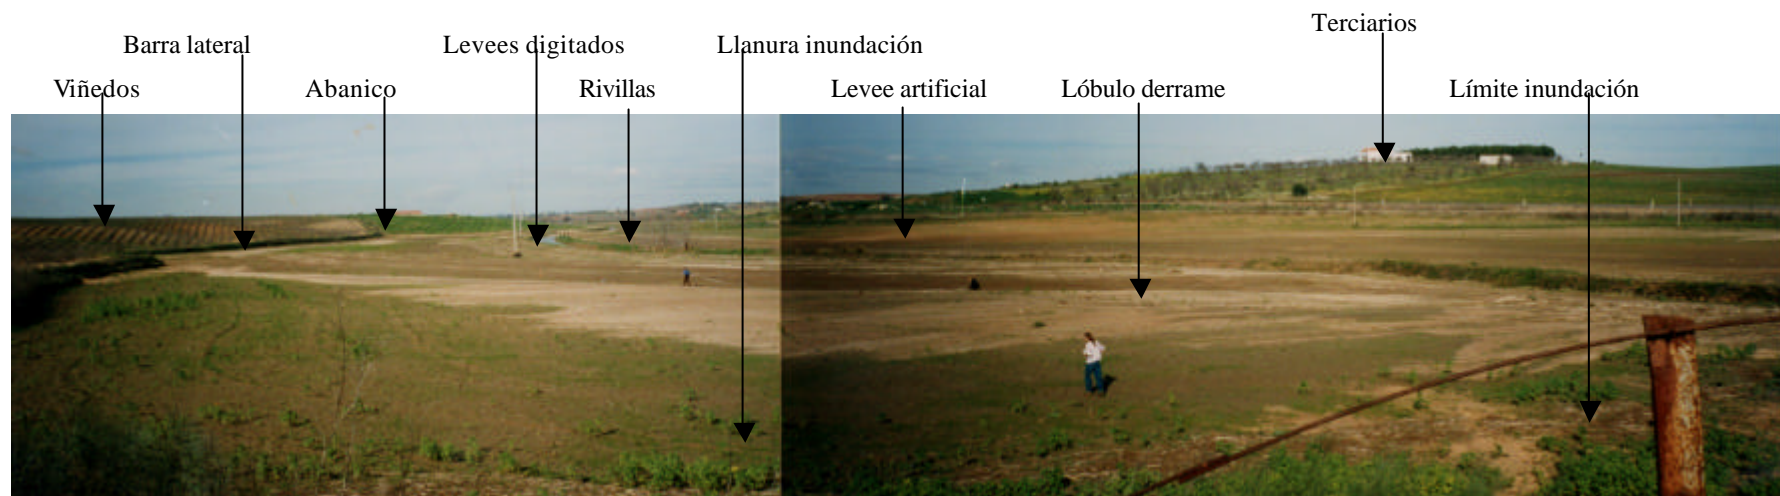 Terciarios
Barra lateral Levees digitados Llanura inundación
Viñedos Abanico Rivillas Levee artificial Lóbulo derrame Límite inundación